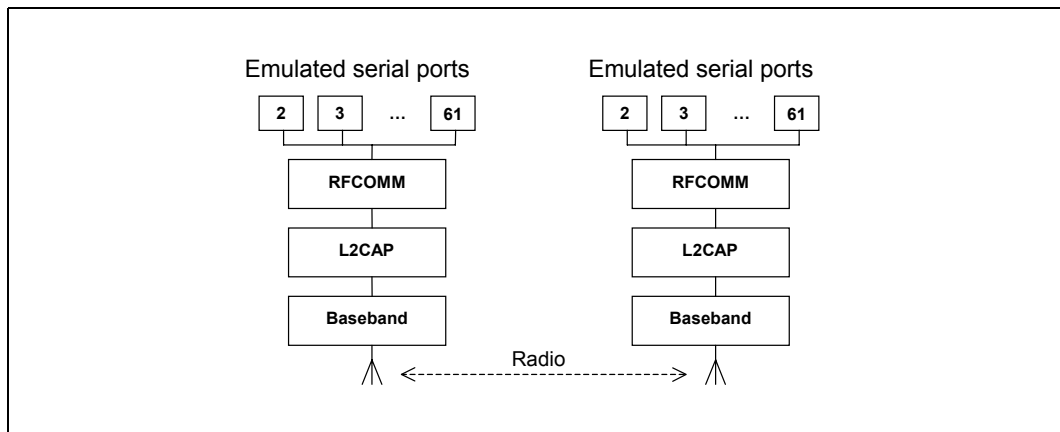 Emulated serial ports
2 3 ... 61
RFCOMM
L2CAP
Baseband
Emulated serial ports
2 3 ... 61
RFCOMM
L2CAP
Baseband
Radio